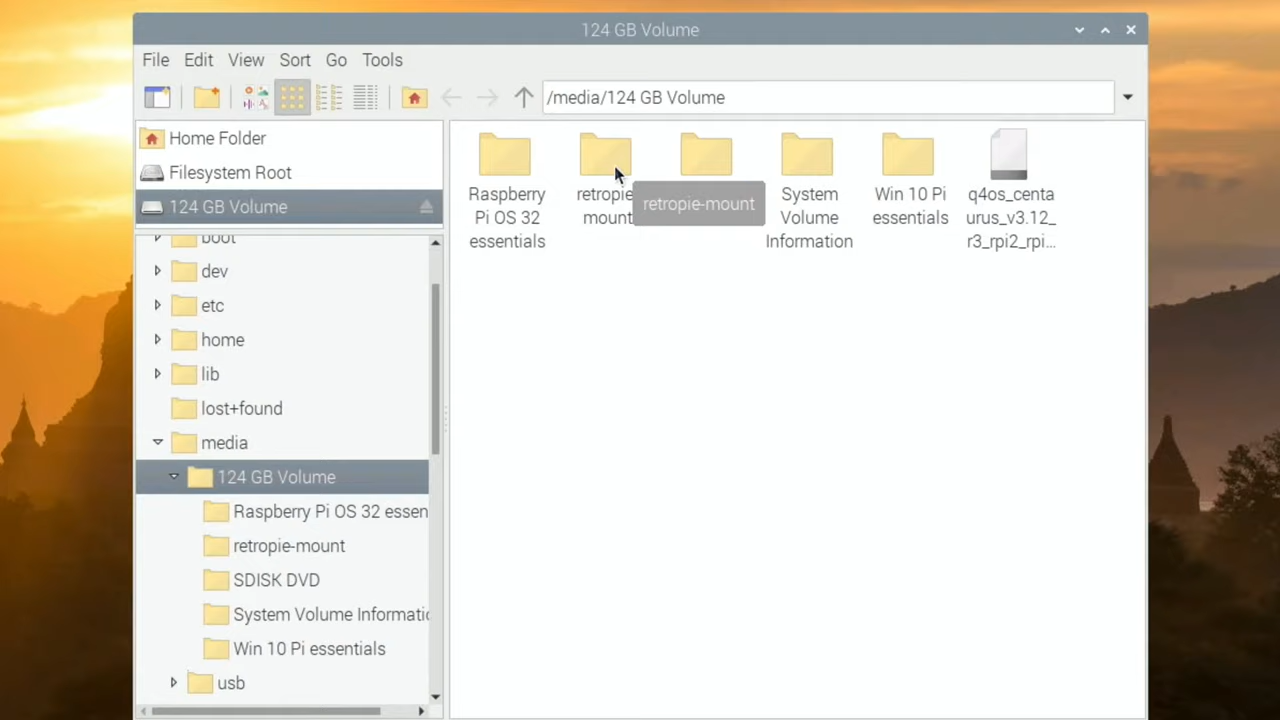 124 GB Volume
File Edit View Sort Go Tools
/media/124 GB Volume
Home Folder
Filesystem Root
124 GB Volume
boot
dev
etc
home
lib
lost+found
media
124 GB Volume
Raspberry Pi OS 32 essen
retropie-mount
SDISK DVD
System Volume Informatic
Win 10 Pi essentials
usb
Raspberry
Pi OS 32
essentials
retropie
mount
retropie-mount
System
Volume
Information
Win 10 Pi
essentials
q4os_centa
urus_v3.12_
r3_rpi2_rpi...